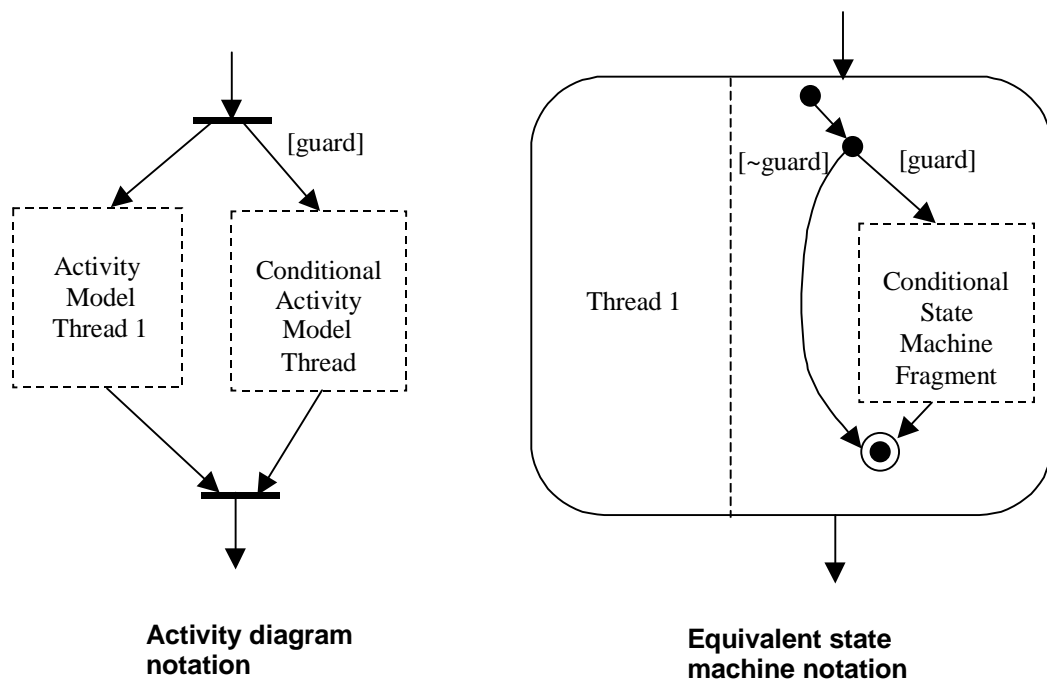 [guard]
Activity
Model
Thread 1
Conditional
Activity
Model
Thread
Activity diagram
notation
[~guard]
[guard]
Thread 1
Conditional
State
Machine
Fragment
Equivalent state
machine notation